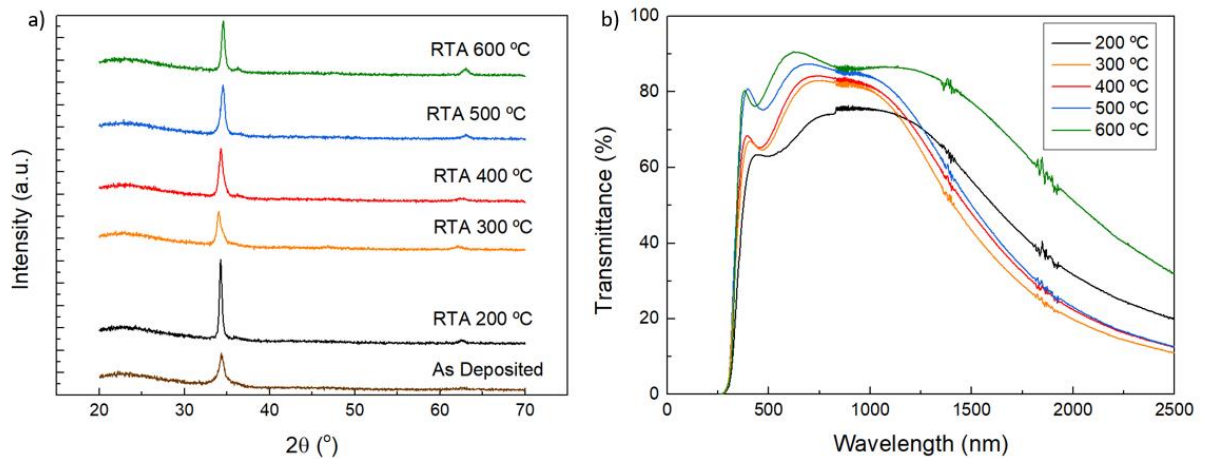 a)
RTA 600 ºC
RTA 500 ºC
RTA 400 ºC
RTA 300 ºC
RTA 200 ºC
As Deposited
Intensity (a.u.)
20 30 40 50 60 70
2θ (°)
b)
100
80
60
40
20
0
Transmittance (%)
200 ºC
300 ºC
400 ºC
500 ºC
600 ºC
0 500 1000 1500 2000 2500
Wavelength (nm)